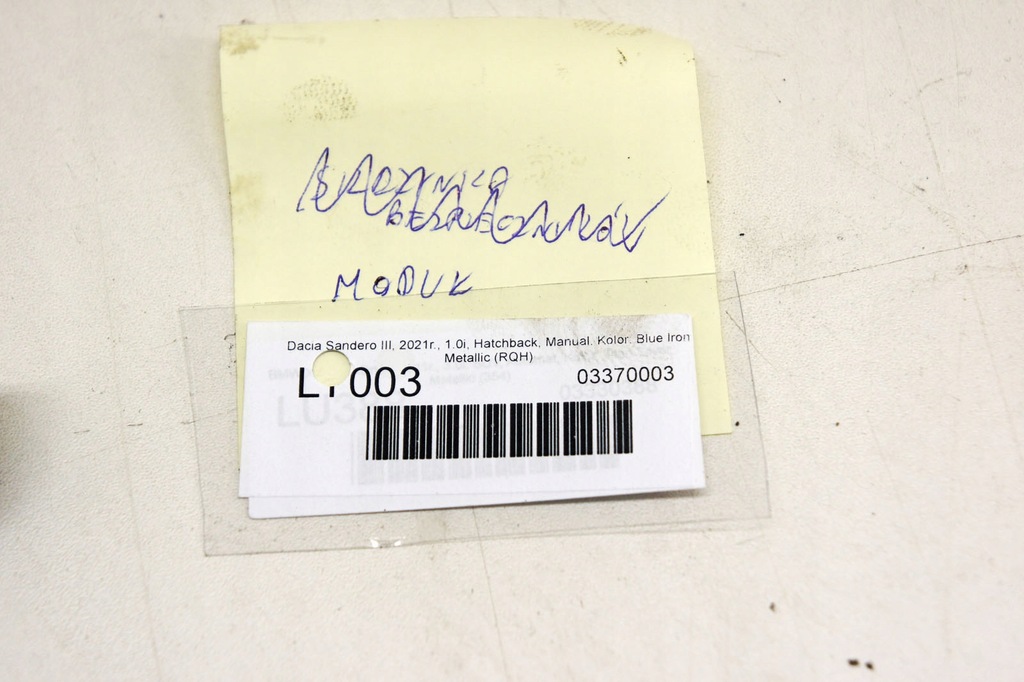 MODUŁ
Dacia Sandero III, 2021r., 1.0i, Hatchback, Manual. Kolor: Blue Iron
Metallic (RQH)
003
03370003